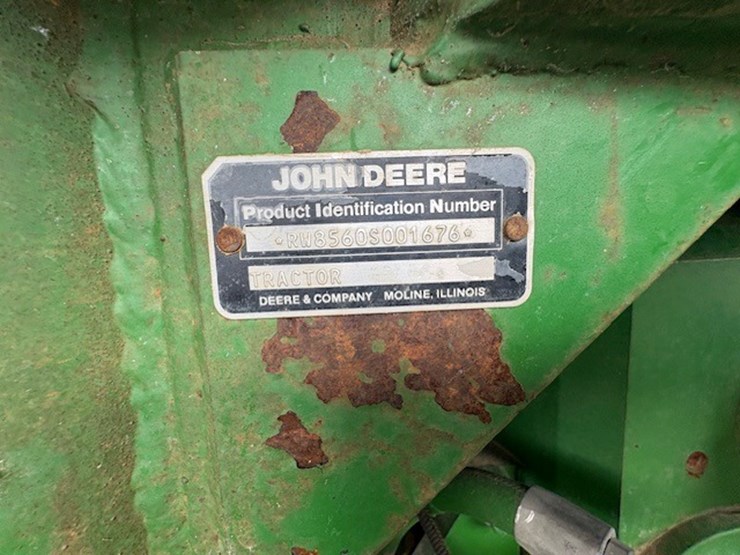 JOHN DEERE
Product Identification Number
*RW8560S001676*
TRACTOR
DEERE & COMPANY MOLINE, ILLINOIS